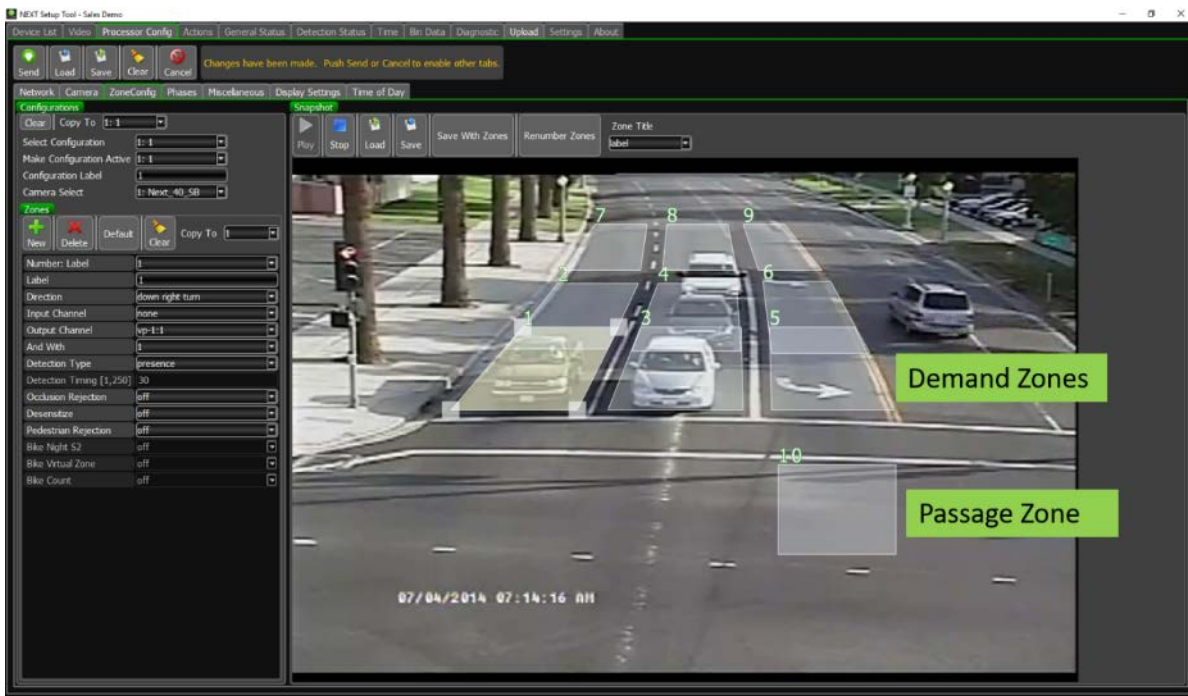 NEXT Setup Tool - Sales Demo
Device List Video Processor Config Actions General Status Detection Status Time Bin Data Diagnostic Upload Settings About
Send Load Save Clear Cancel
Changes have been made. Push Send or Cancel to enable other tabs.
Network Camera ZoneConfig Phases Miscellaneous Display Settings Time of Day
Configurations
Clear Copy To 1: 1
Select Configuration 1: 1
Make Configuration Active 1: 1
Configuration Label 1
Camera Select 1: Next_40_SB
Zones
New Delete Default Clear Copy To 1
Number: Label 1
Label 1
Direction down right turn
Input Channel none
Output Channel vp-1:1
And With 1
Detection Type presence
Detection Timing [1,250] 30
Occlusion Rejection off
Desensitize off
Pedestrian Rejection off
Bike Night S2 off
Bike Virtual Zone off
Bike Count off
Snapshot
Play Stop Load Save Save With Zones Renumber Zones
Zone Title
label
7 8 9
2 4 6
1 3 5
Demand Zones
10
Passage Zone
07/04/2014 07:14:16 AM